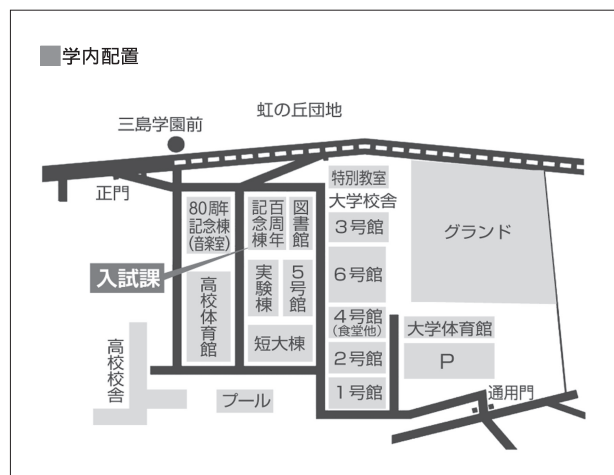 学内配置
虹の丘団地
三島学園前
正門
特別教室
大学校舎
80周年
記念棟
(音楽室)
百周年
記念棟
図書館
3号館
グランド
入試課
高校体育館
実験棟
5号館
6号館
4号館
(食堂他)
大学体育館
短大棟
高校校舎
2号館
P
プール
1号館
通用門